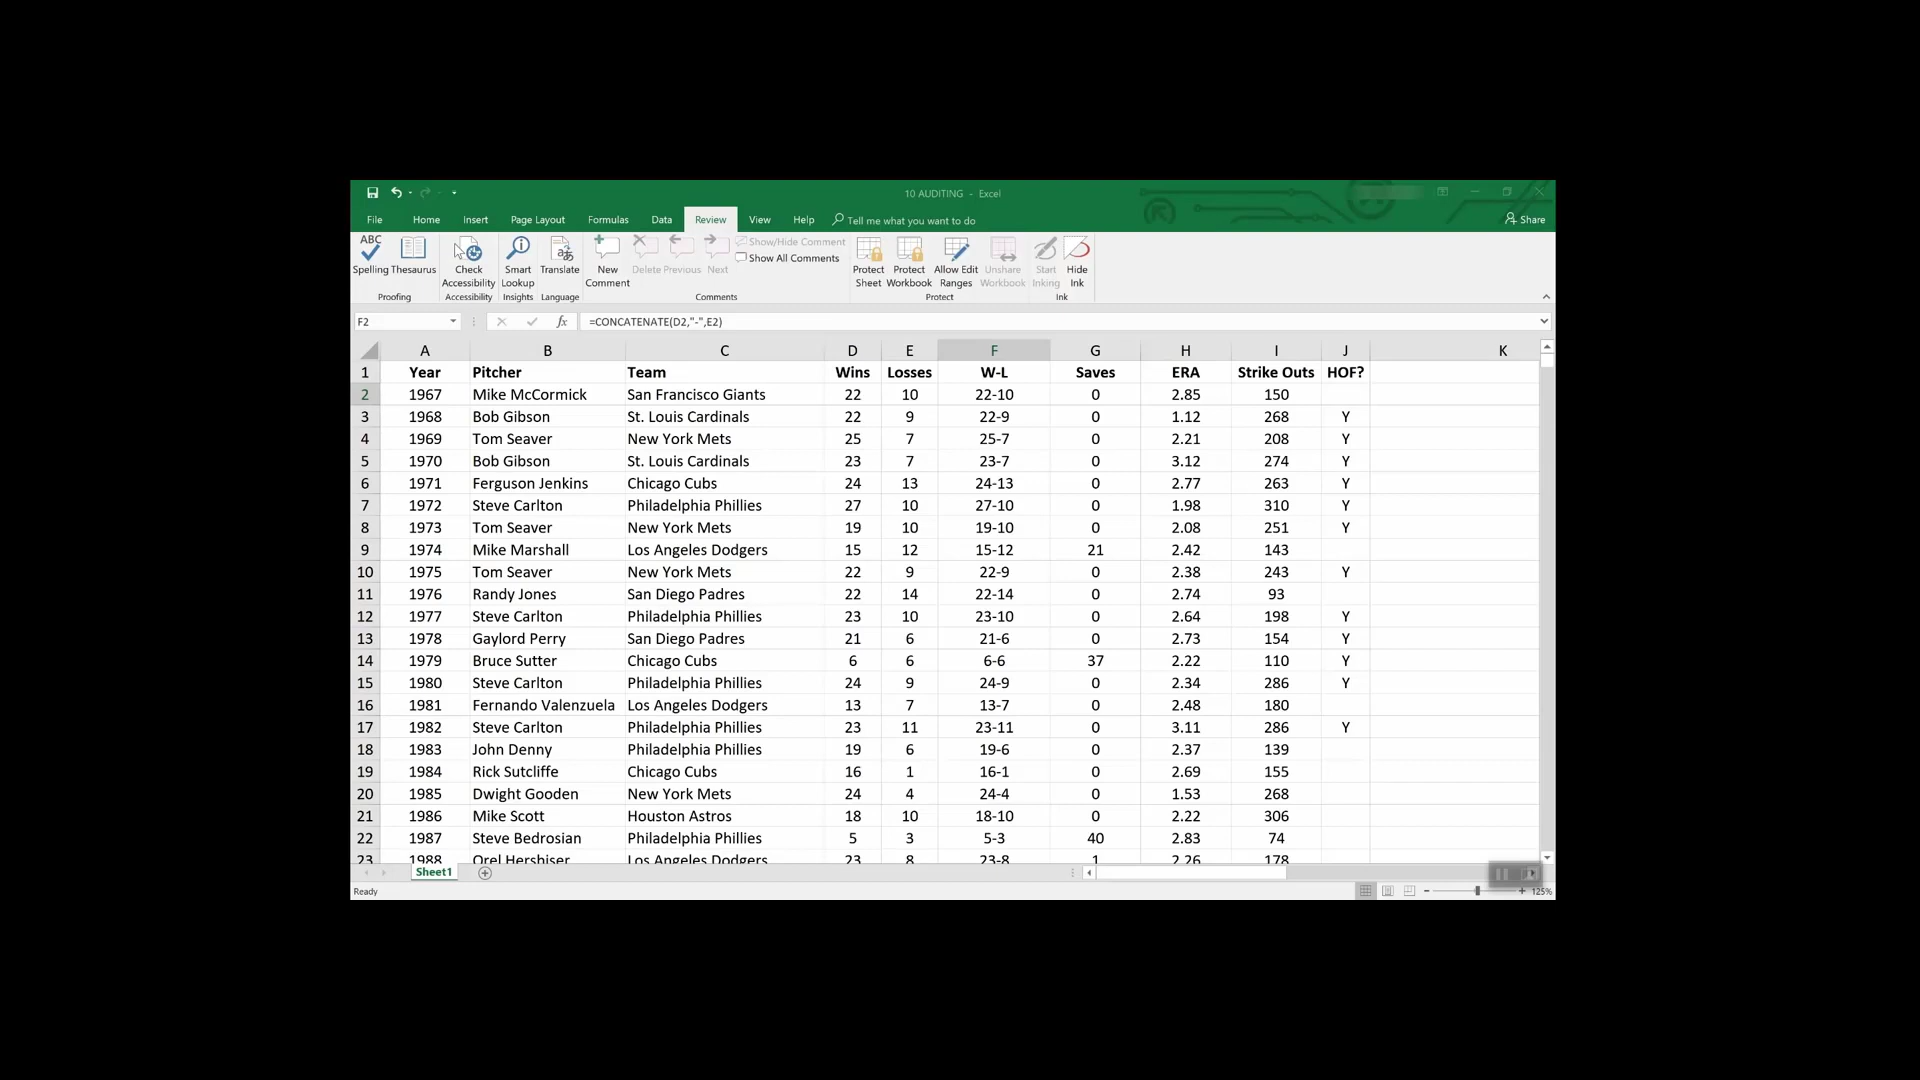 10 AUDITING - Excel
File Home Insert Page Layout Formulas Data Review View Help Tell me what you want to do Share
ABC
Show/Hide Comment
Show All Comments
Spelling Thesaurus Check Accessibility Smart Lookup Translate New Comment Delete Previous Next Protect Sheet Protect Workbook Allow Edit Ranges Unshare Workbook Start Inking Hide Ink
Proofing Accessibility Insights Language Comments Protect Ink
F2 fx =CONCATENATE(D2,"-",E2)
A B C D E F G H I J K
1 Year Pitcher Team Wins Losses W-L Saves ERA Strike Outs HOF?
2 1967 Mike McCormick San Francisco Giants 22 10 22-10 0 2.85 150
3 1968 Bob Gibson St. Louis Cardinals 22 9 22-9 0 1.12 268 Y
4 1969 Tom Seaver New York Mets 25 7 25-7 0 2.21 208 Y
5 1970 Bob Gibson St. Louis Cardinals 23 7 23-7 0 3.12 274 Y
6 1971 Ferguson Jenkins Chicago Cubs 24 13 24-13 0 2.77 263 Y
7 1972 Steve Carlton Philadelphia Phillies 27 10 27-10 0 1.98 310 Y
8 1973 Tom Seaver New York Mets 19 10 19-10 0 2.08 251 Y
9 1974 Mike Marshall Los Angeles Dodgers 15 12 15-12 21 2.42 143
10 1975 Tom Seaver New York Mets 22 9 22-9 0 2.38 243 Y
11 1976 Randy Jones San Diego Padres 22 14 22-14 0 2.74 93
12 1977 Steve Carlton Philadelphia Phillies 23 10 23-10 0 2.64 198 Y
13 1978 Gaylord Perry San Diego Padres 21 6 21-6 0 2.73 154 Y
14 1979 Bruce Sutter Chicago Cubs 6 6 6-6 37 2.22 110 Y
15 1980 Steve Carlton Philadelphia Phillies 24 9 24-9 0 2.34 286 Y
16 1981 Fernando Valenzuela Los Angeles Dodgers 13 7 13-7 0 2.48 180
17 1982 Steve Carlton Philadelphia Phillies 23 11 23-11 0 3.11 286 Y
18 1983 John Denny Philadelphia Phillies 19 6 19-6 0 2.37 139
19 1984 Rick Sutcliffe Chicago Cubs 16 1 16-1 0 2.69 155
20 1985 Dwight Gooden New York Mets 24 4 24-4 0 1.53 268
21 1986 Mike Scott Houston Astros 18 10 18-10 0 2.22 306
22 1987 Steve Bedrosian Philadelphia Phillies 5 3 5-3 40 2.83 74
23 1988 Orel Hershiser Los Angeles Dodgers 23 8 23-8 1 2.26 178
Sheet1
Ready 125%